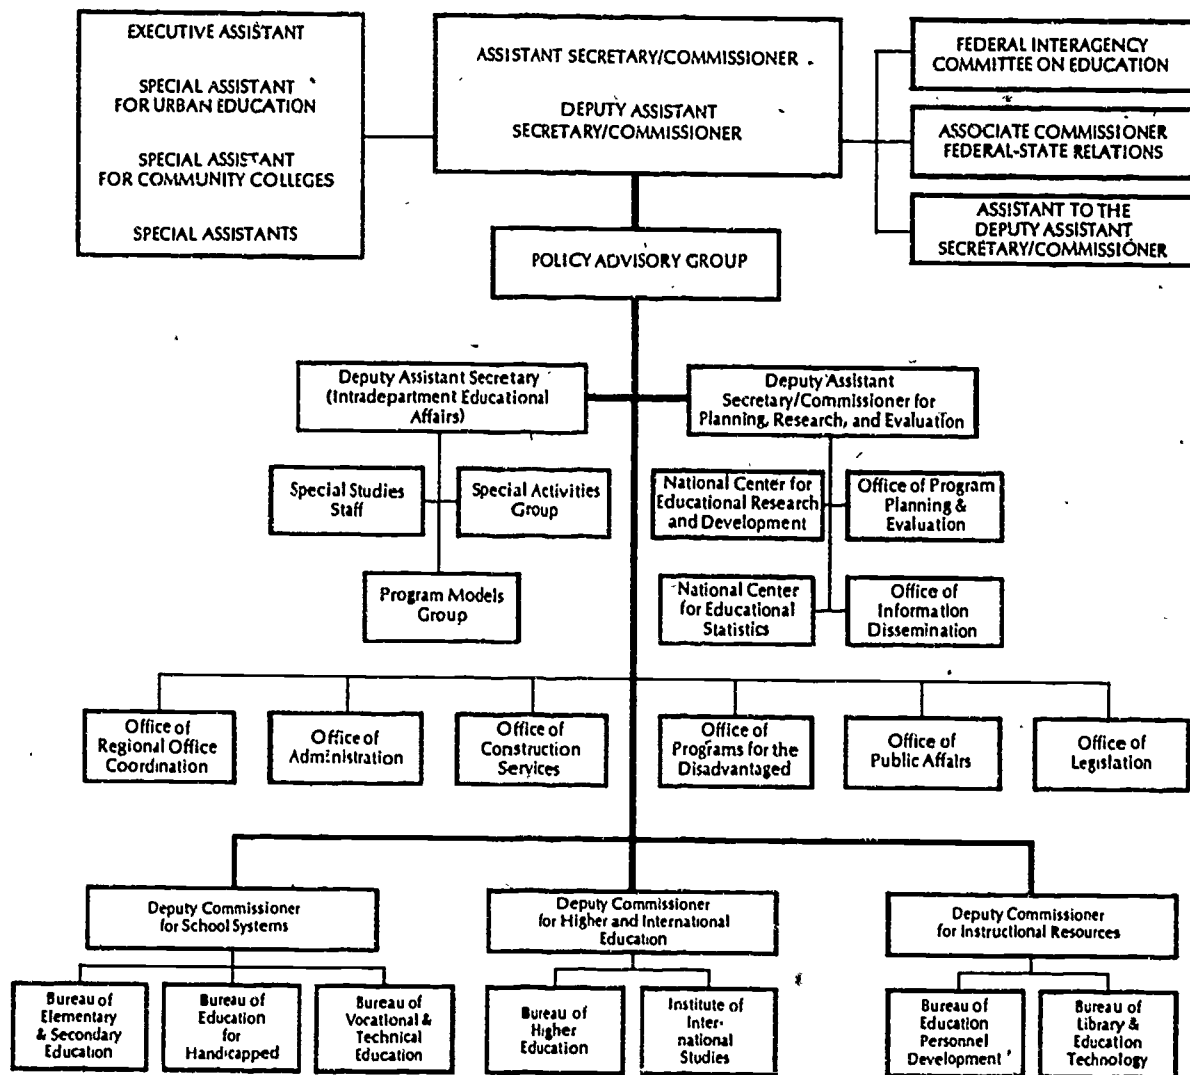 EXECUTIVE ASSISTANT
SPECIAL ASSISTANT
FOR URBAN EDUCATION
SPECIAL ASSISTANT
FOR COMMUNITY COLLEGES
SPECIAL ASSISTANTS
ASSISTANT SECRETARY/COMMISSIONER
DEPUTY ASSISTANT
SECRETARY/COMMISSIONER
FEDERAL INTERAGENCY
COMMITTEE ON EDUCATION
ASSOCIATE COMMISSIONER
FEDERAL-STATE RELATIONS
ASSISTANT TO THE
DEPUTY ASSISTANT
SECRETARY/COMMISSIONER
POLICY ADVISORY GROUP
Deputy Assistant Secretary
(Intradepartment Educational
Affairs)
Deputy Assistant
Secretary/Commissioner for
Planning, Research, and Evaluation
Special Studies
Staff
Special Activities
Group
Program Models
Group
National Center for
Educational Research
and Development
Office of Program
Planning &
Evaluation
National Center
for Educational
Statistics
Office of
Information
Dissemination
Office of
Regional Office
Coordination
Office of
Administration
Office of
Construction
Services
Office of
Programs for the
Disadvantaged
Office of
Public Affairs
Office of
Legislation
Deputy Commissioner
for School Systems
Deputy Commissioner
for Higher and International
Education
Deputy Commissioner
for Instructional Resources
Bureau of
Elementary
& Secondary
Education
Bureau of
Education
for
Handicapped
Bureau of
Vocational &
Technical
Education
Bureau of
Higher
Education
Institute of
Inter-
national
Studies
Bureau of
Education
Personnel
Development
Bureau of
Library &
Education
Technology